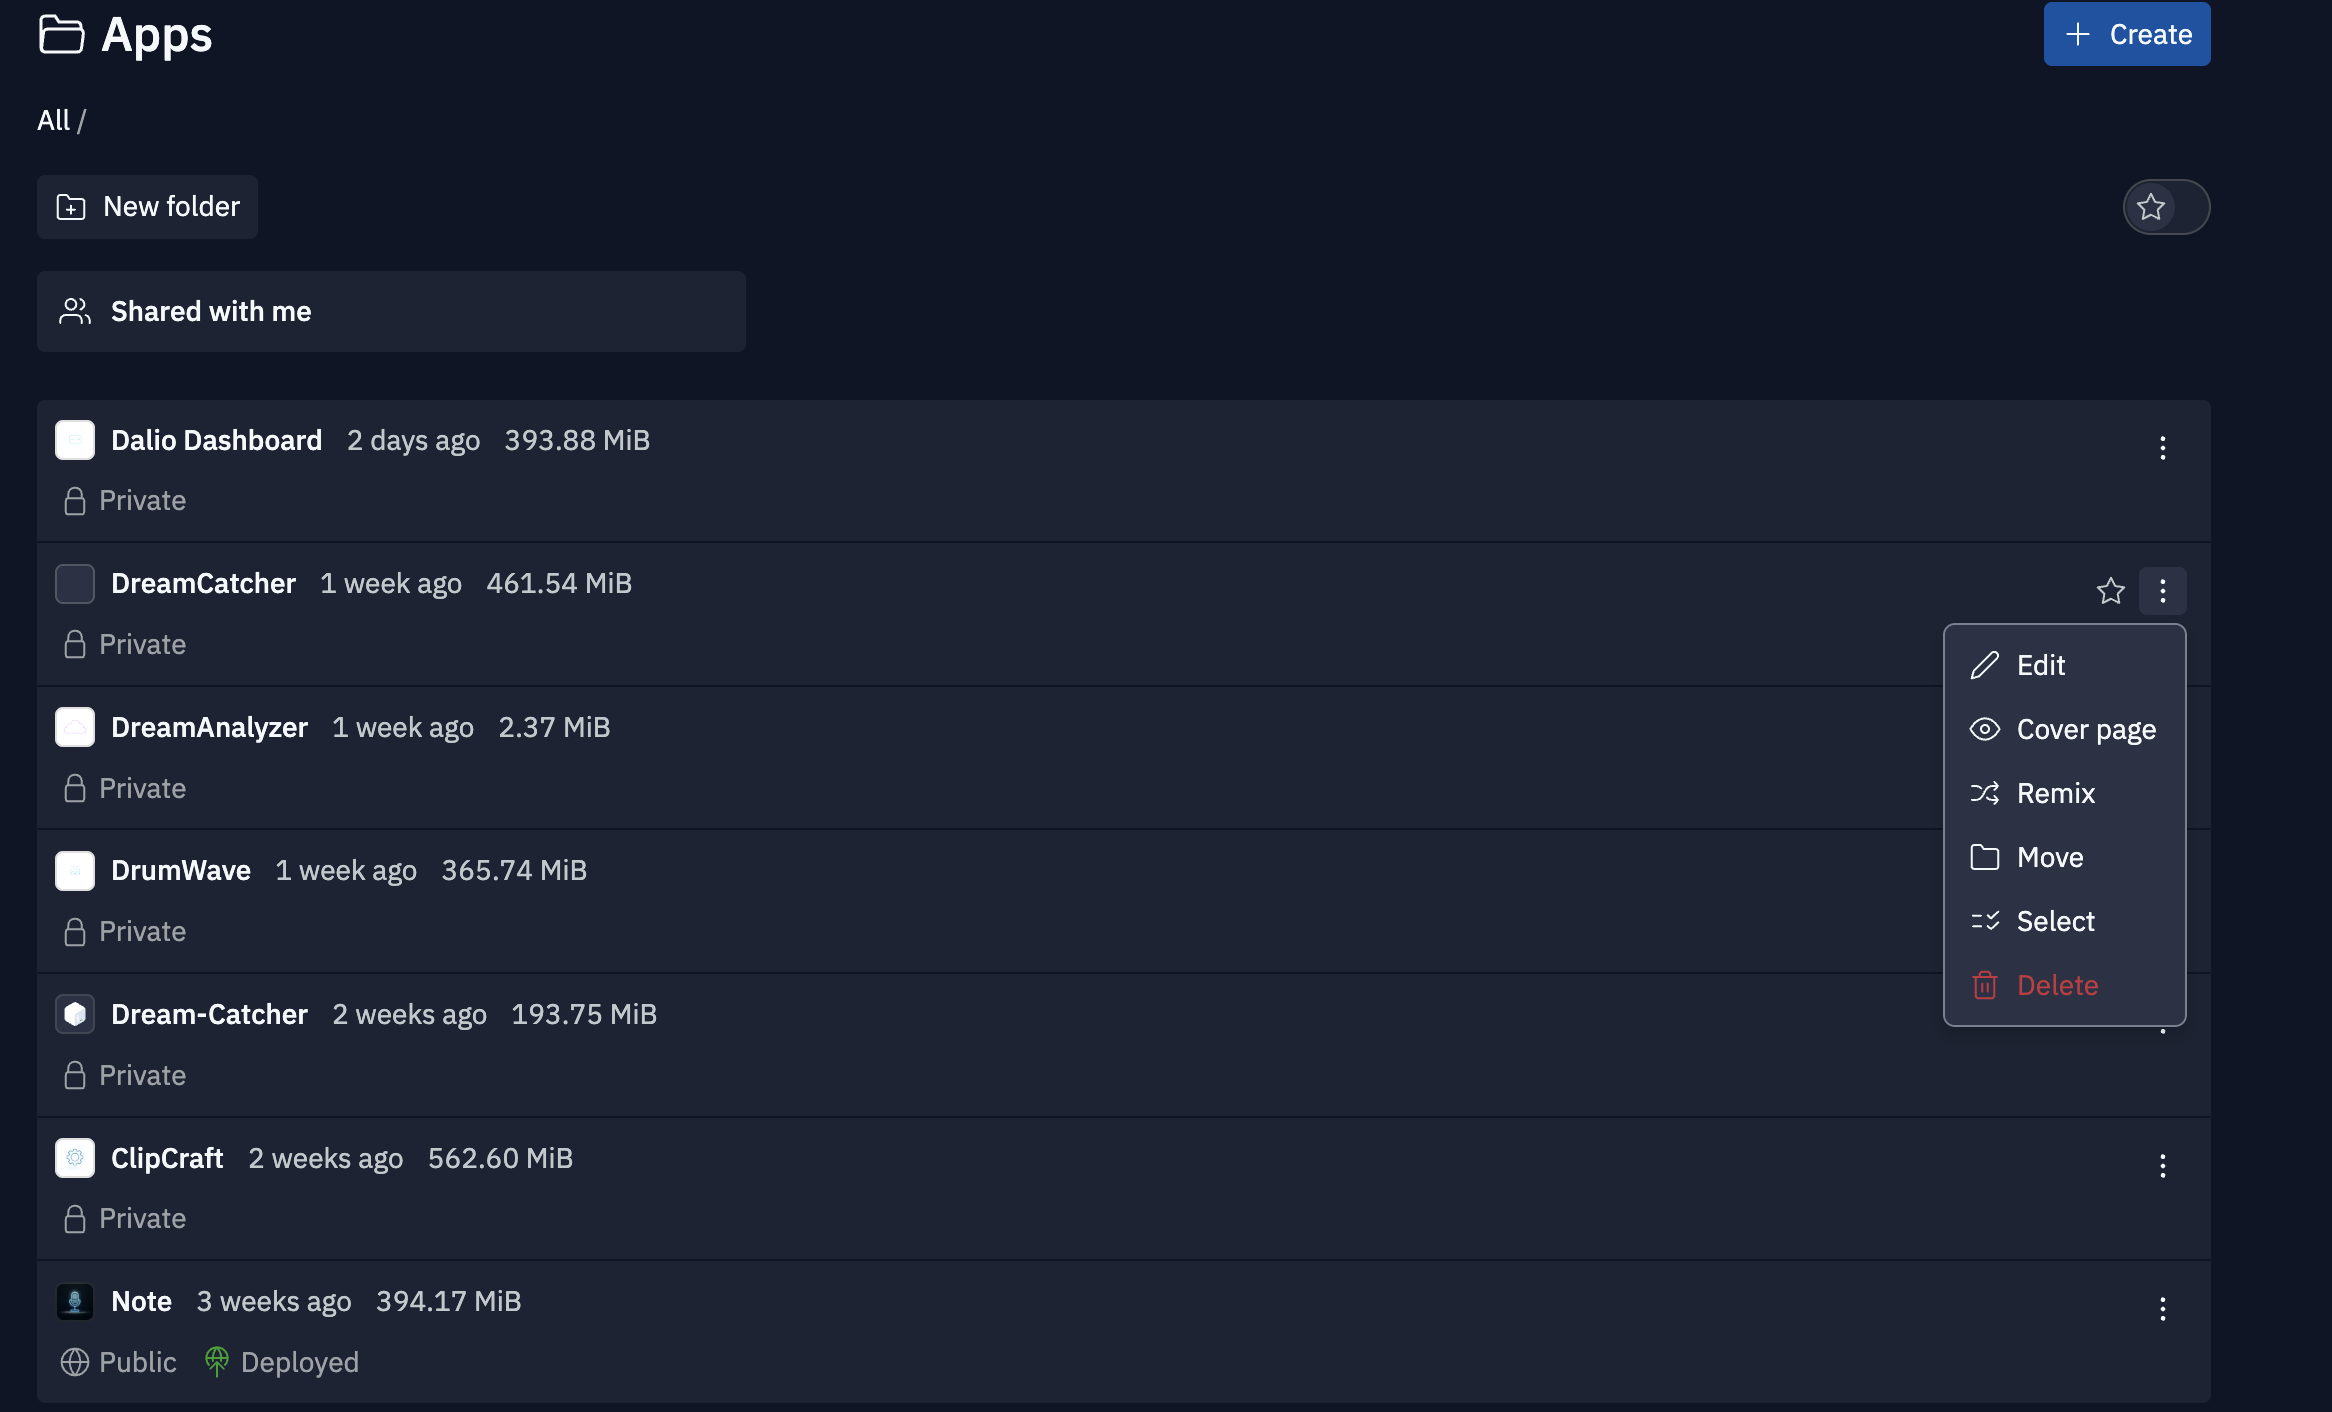 Apps
Create
All /
New folder
Shared with me
Dalio Dashboard 2 days ago 393.88 MiB
Private
DreamCatcher 1 week ago 461.54 MiB
Private
Edit
DreamAnalyzer 1 week ago 2.37 MiB
Cover page
Private
Remix
DrumWave 1 week ago 365.74 MiB
Move
Private
Select
Delete
Dream-Catcher 2 weeks ago 193.75 MiB
Private
ClipCraft 2 weeks ago 562.60 MiB
Private
Note 3 weeks ago 394.17 MiB
Public Deployed